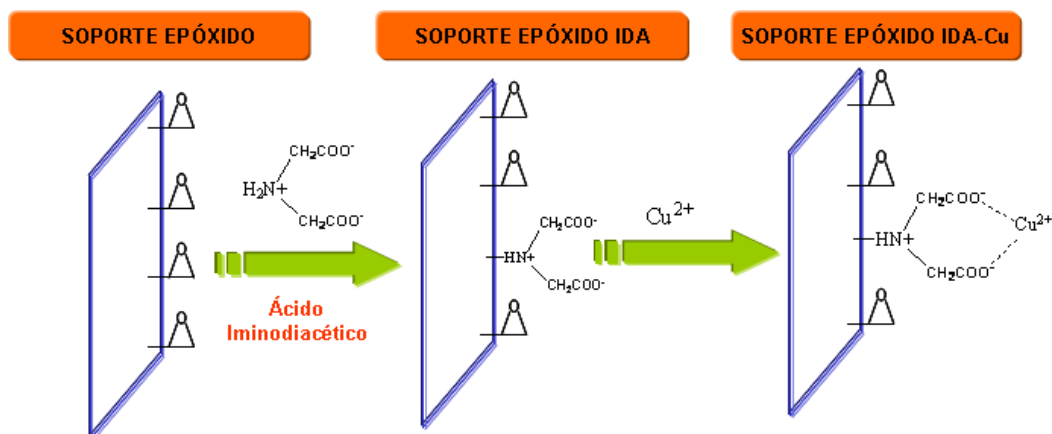 SOPORTE EPÓXIDO
SOPORTE EPÓXIDO IDA
SOPORTE EPÓXIDO IDA-Cu
O
O
O
O
CH₂COO⁻
H₂N+
CH₂COO⁻
Ácido
Iminodiacético
O
O
CH₂COO⁻
HN+
CH₂COO⁻
O
Cu²⁺
O
O
CH₂COO⁻
HN+
Cu²⁺
CH₂COO⁻
O